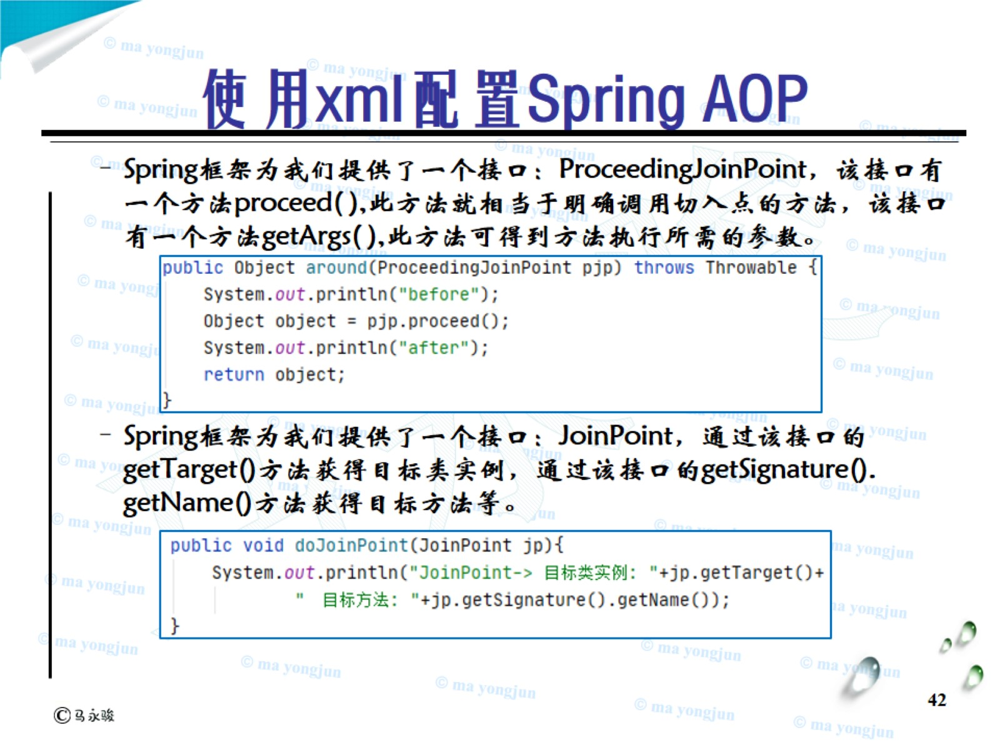 使用xml配置Spring AOP
– Spring框架为我们提供了一个接口：ProceedingJoinPoint，该接口有
一个方法proceed(),此方法就相当于明确调用切入点的方法，该接口
有一个方法getArgs(),此方法可得到方法执行所需的参数。
public Object around(ProceedingJoinPoint pjp) throws Throwable {
System.out.println("before");
Object object = pjp.proceed();
System.out.println("after");
return object;
}
– Spring框架为我们提供了一个接口：JoinPoint，通过该接口的
getTarget()方法获得目标类实例，通过该接口的getSignature().
getName()方法获得目标方法等。
public void doJoinPoint(JoinPoint jp){
System.out.println("JoinPoint-> 目标类实例: "+jp.getTarget()+
" 目标方法: "+jp.getSignature().getName());
}
©马永骏
42
© ma yongjun